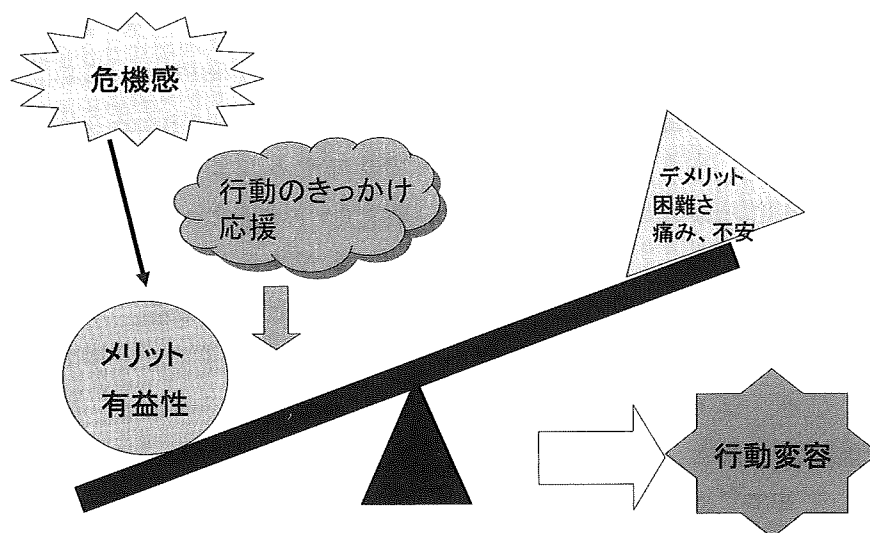 危機感
行動のきっかけ
応援
デメリット
困難さ
痛み、不安
メリット
有益性
行動変容